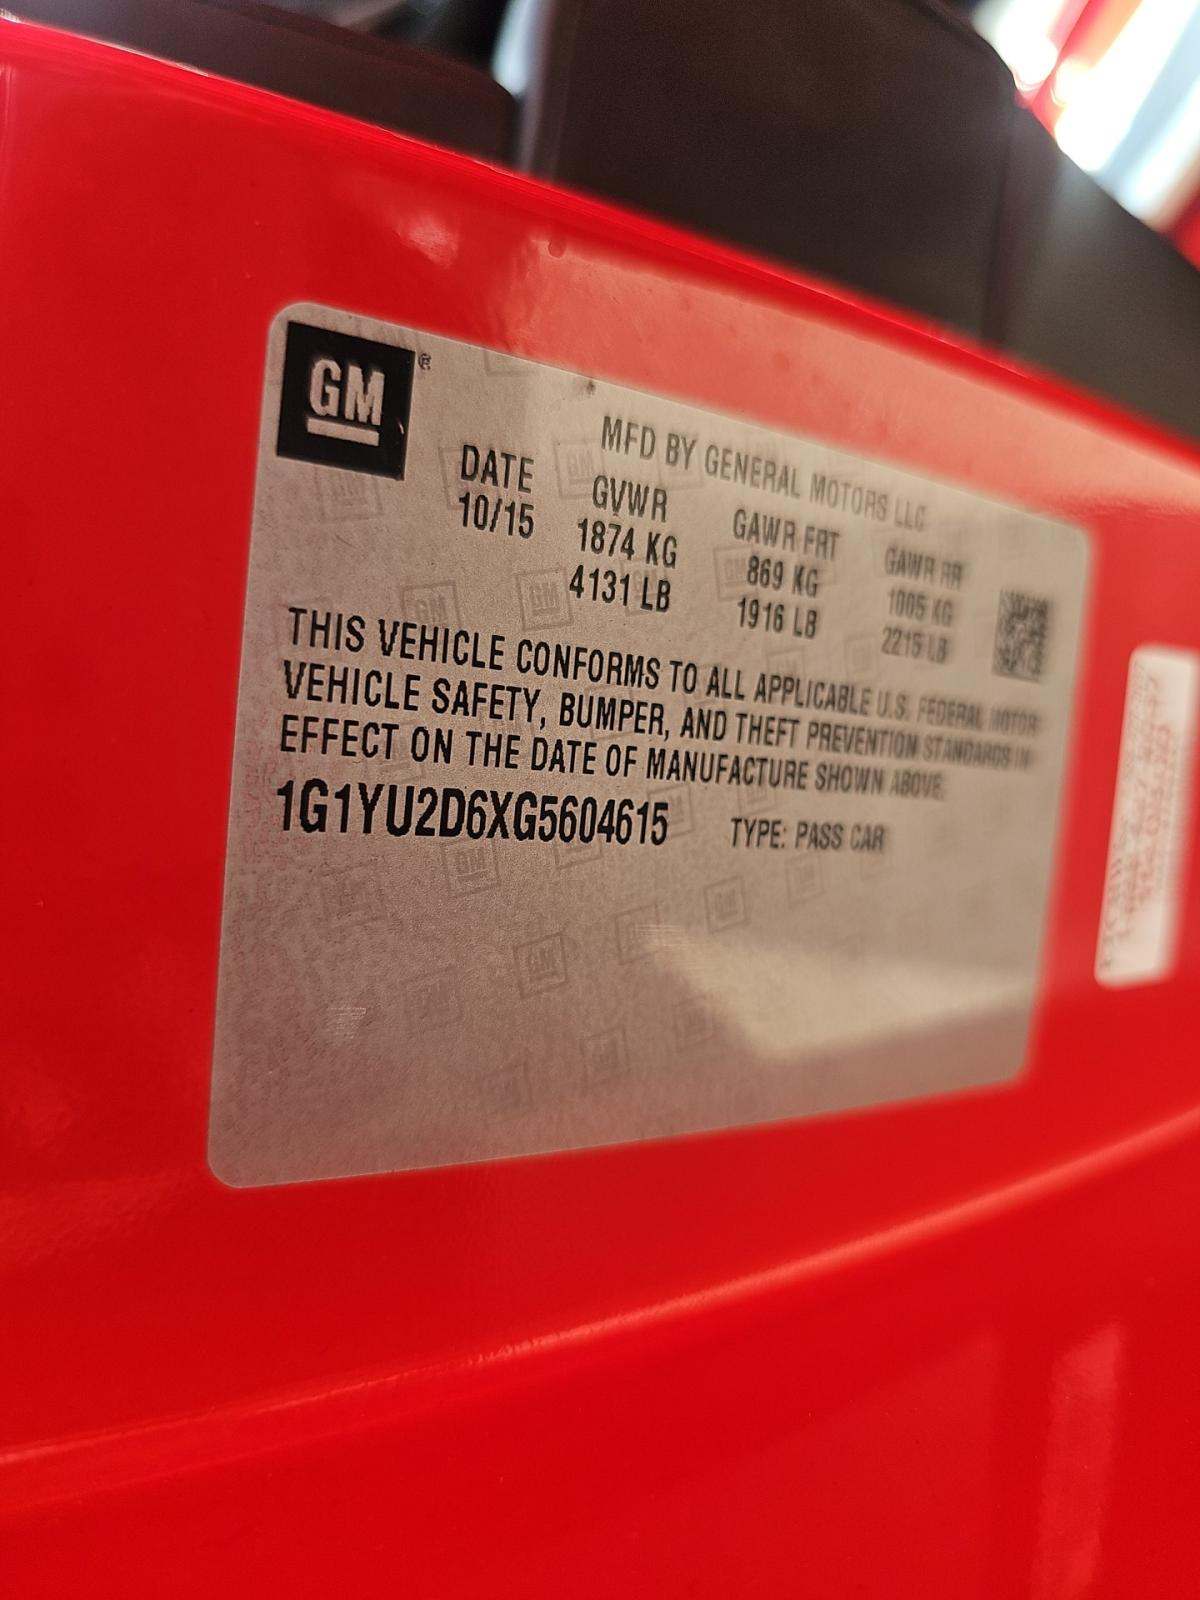 GM®
MFD BY GENERAL MOTORS LLC
DATE GVWR GAWR FRT GAWR RR
10/15 1874 KG 869 KG 1005 KG
4131 LB 1916 LB 2215 LB
THIS VEHICLE CONFORMS TO ALL APPLICABLE U.S. FEDERAL MOTOR
VEHICLE SAFETY, BUMPER, AND THEFT PREVENTION STANDARDS IN
EFFECT ON THE DATE OF MANUFACTURE SHOWN ABOVE.
1G1YU2D6XG5604615 TYPE: PASS CAR